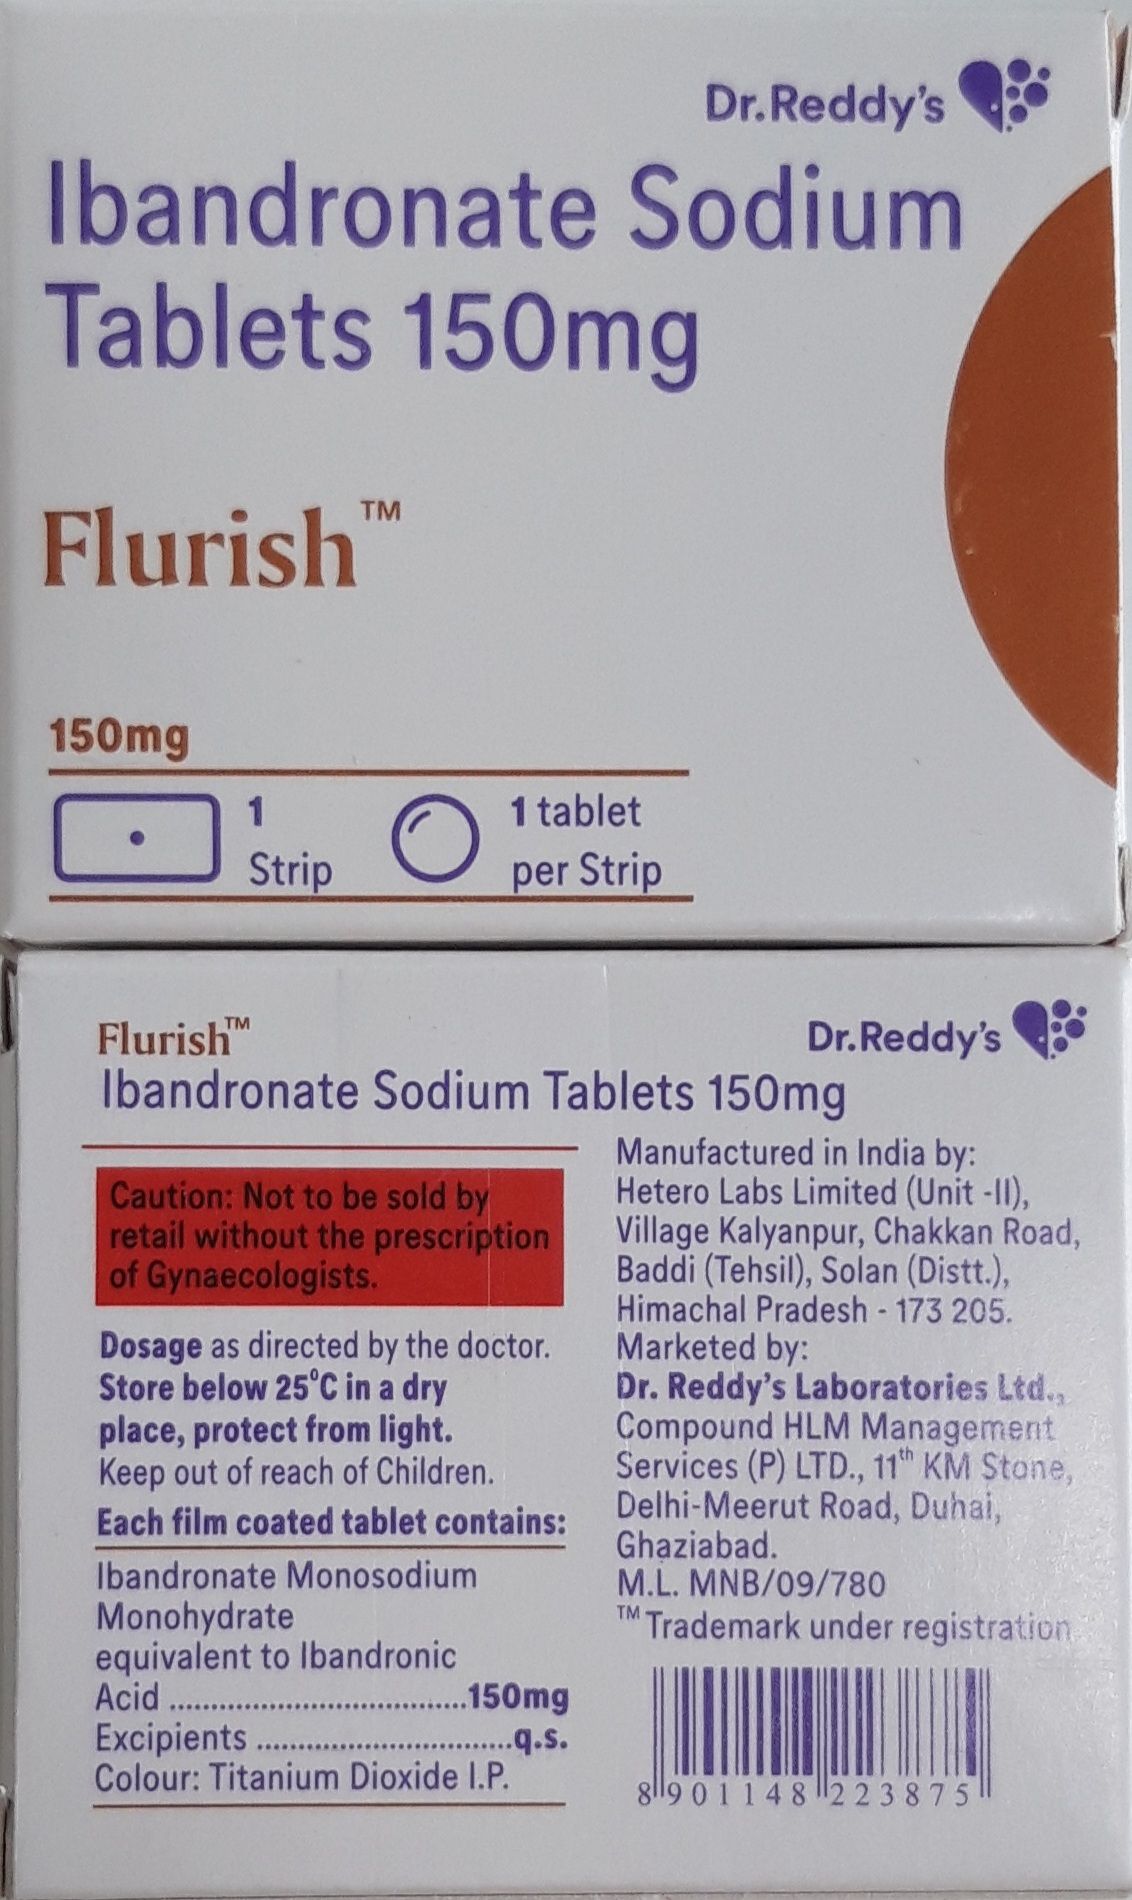 Dr.Reddy's
Ibandronate Sodium
Tablets 150mg
Flurish™
150mg
1
Strip
1 tablet
per Strip
Flurish™
Dr.Reddy's
Ibandronate Sodium Tablets 150mg
Caution: Not to be sold by
retail without the prescription
of Gynaecologists.
Dosage as directed by the doctor.
Store below 25°C in a dry
place, protect from light.
Keep out of reach of Children.
Each film coated tablet contains:
Ibandronate Monosodium
Monohydrate
equivalent to Ibandronic
Acid ....................................150mg
Excipients ...............................q.s.
Colour: Titanium Dioxide I.P.
Manufactured in India by:
Hetero Labs Limited (Unit -II),
Village Kalyanpur, Chakkan Road,
Baddi (Tehsil), Solan (Distt.),
Himachal Pradesh - 173 205.
Marketed by:
Dr. Reddy's Laboratories Ltd.,
Compound HLM Management
Services (P) LTD., 11th KM Stone,
Delhi-Meerut Road, Duhai,
Ghaziabad.
M.L. MNB/09/780
™ Trademark under registration
8 901148 223875